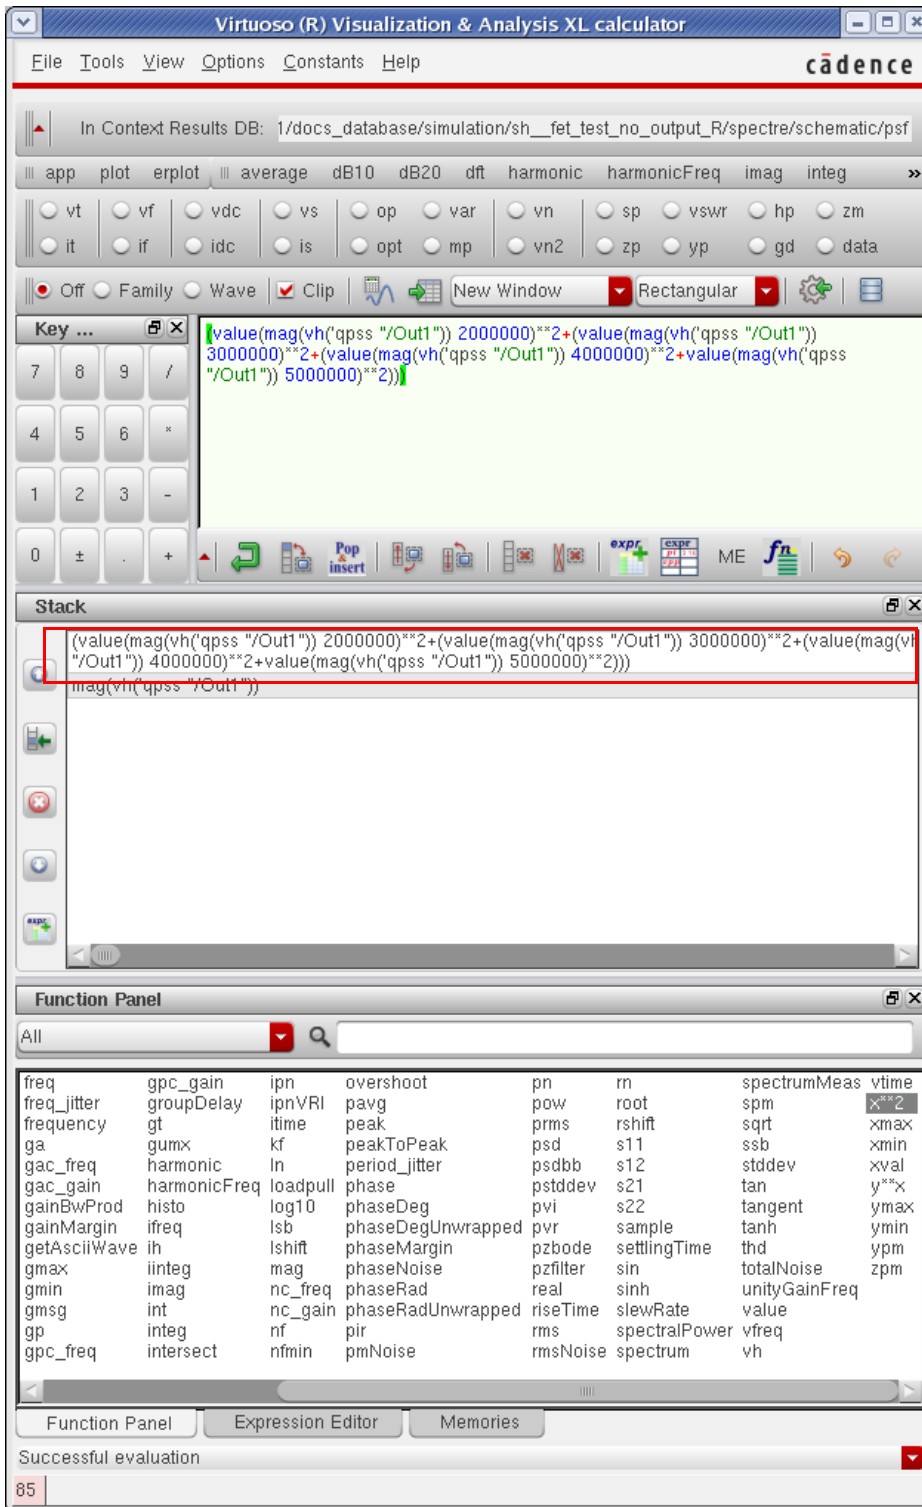 Virtuoso (R) Visualization & Analysis XL calculator
File Tools View Options Constants Help cādence
In Context Results DB: 1/docs_database/simulation/sh__fet_test_no_output_R/spectre/schematic/psf
app plot erplot average dB10 dB20 dft harmonic harmonicFreq imag integ »
vt vf vdc vs op var vn sp vswr hp zm
it if idc is opt mp vn2 zp yp gd data
Off Family Wave Clip New Window Rectangular
Key ...
(value(mag(vh('qpss "/Out1")) 2000000)**2+(value(mag(vh('qpss "/Out1"))
3000000)**2+(value(mag(vh('qpss "/Out1")) 4000000)**2+value(mag(vh('qpss
"/Out1")) 5000000)**2)))
7 8 9 /
4 5 6 *
1 2 3 -
0 ± . +
Pop & insert expr expr ME fn
Stack
(value(mag(vh('qpss "/Out1")) 2000000)**2+(value(mag(vh('qpss "/Out1")) 3000000)**2+(value(mag(vh
"/Out1")) 4000000)**2+value(mag(vh('qpss "/Out1")) 5000000)**2)))
mag(vh('qpss "/Out1"))
expr
Function Panel
All
freq gpc_gain ipn overshoot pn rn spectrumMeas vtime
freq_jitter groupDelay ipnVRI pavg pow root spm x**2
frequency gt itime peak prms rshift sqrt xmax
ga gumx kf peakToPeak psd s11 ssb xmin
gac_freq harmonic ln period_jitter psdbb s12 stddev xval
gac_gain harmonicFreq loadpull phase pstddev s21 tan y**x
gainBwProd histo log10 phaseDeg pvi s22 tangent ymax
gainMargin ifreq lsb phaseDegUnwrapped pvr sample tanh ymin
getAsciiWave ih lshift phaseMargin pzbode settlingTime thd ypm
gmax iinteg mag phaseNoise pzfilter sin totalNoise zpm
gmin imag nc_freq phaseRad real sinh unityGainFreq
gmsg int nc_gain phaseRadUnwrapped riseTime slewRate value
gp integ nf pir rms spectralPower vfreq
gpc_freq intersect nfmin pmNoise rmsNoise spectrum vh
Function Panel Expression Editor Memories
Successful evaluation
85